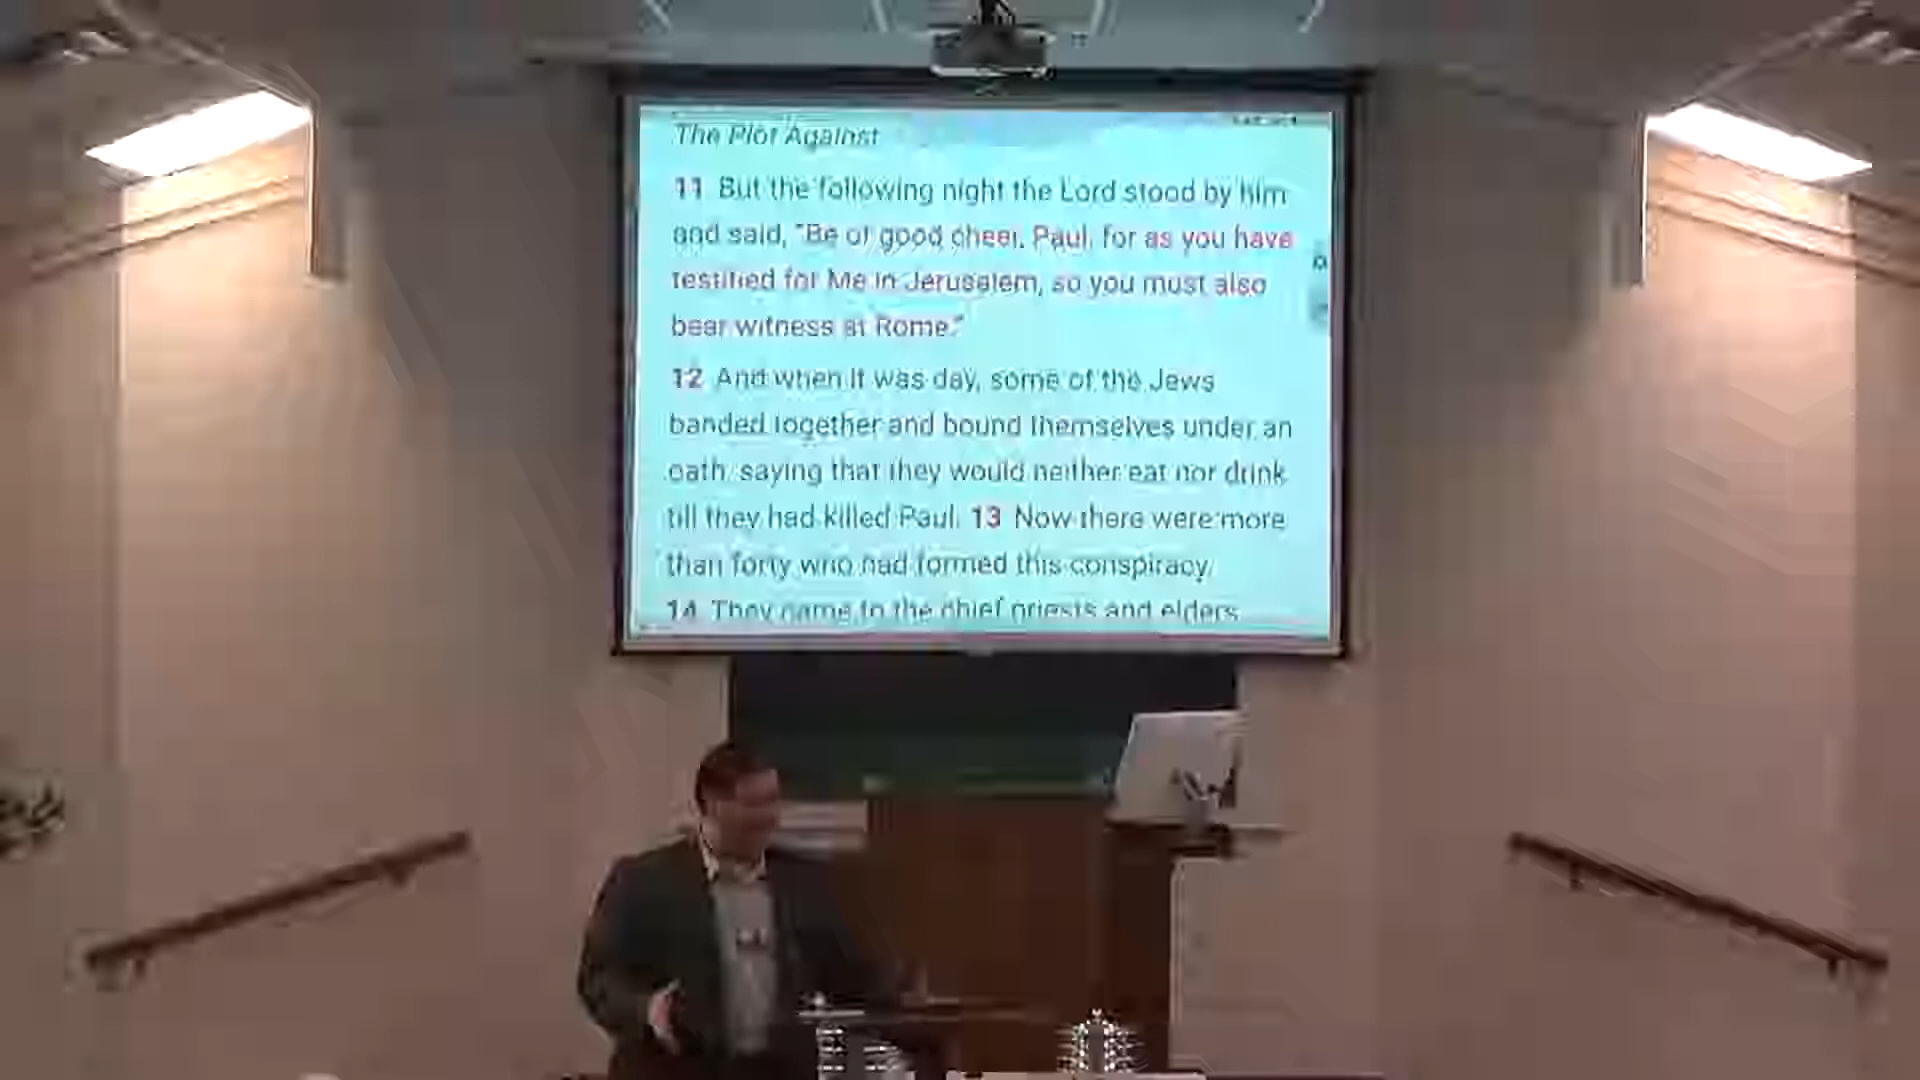 The Plot Against
11 But the following night the Lord stood by him
and said, "Be of good cheer, Paul; for as you have
testified for Me in Jerusalem, so you must also
bear witness at Rome."
12 And when it was day, some of the Jews
banded together and bound themselves under an
oath, saying that they would neither eat nor drink
till they had killed Paul. 13 Now there were more
than forty who had formed this conspiracy.
14 They came to the chief priests and elders